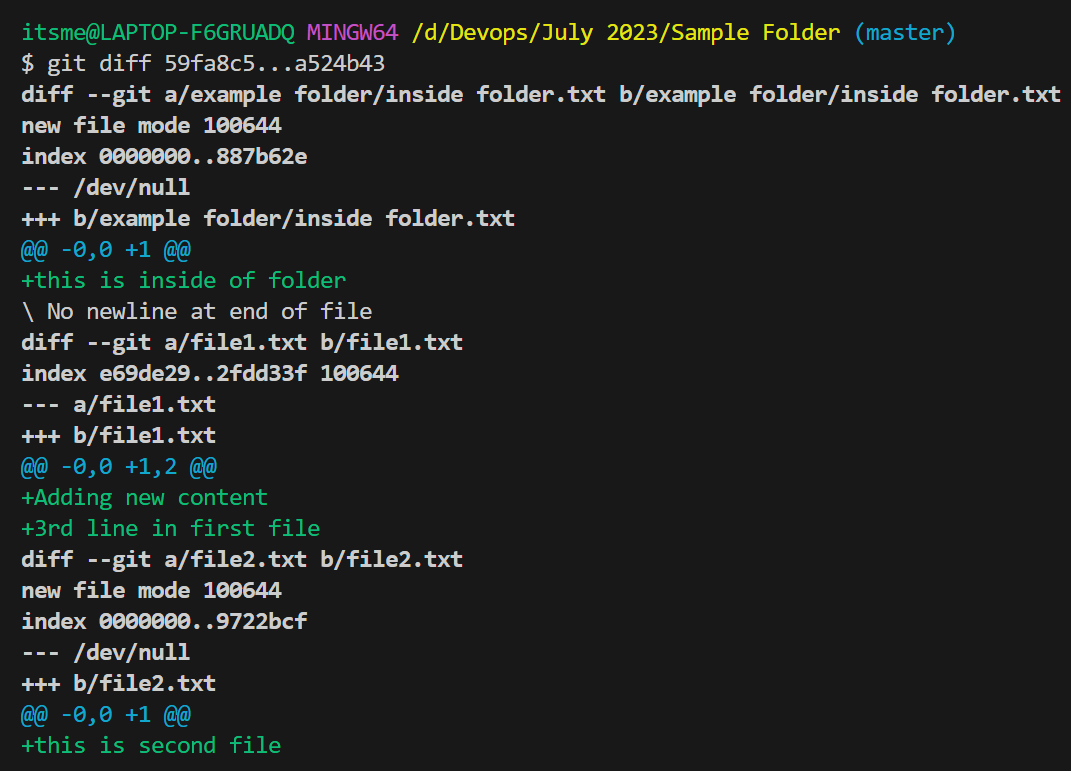 itsme@LAPTOP-F6GRUADQ MINGW64 /d/Devops/July 2023/Sample Folder (master)
$ git diff 59fa8c5...a524b43
diff --git a/example folder/inside folder.txt b/example folder/inside folder.txt
new file mode 100644
index 0000000..887b62e
--- /dev/null
+++ b/example folder/inside folder.txt
@@ -0,0 +1 @@
+this is inside of folder
\ No newline at end of file
diff --git a/file1.txt b/file1.txt
index e69de29..2fdd33f 100644
--- a/file1.txt
+++ b/file1.txt
@@ -0,0 +1,2 @@
+Adding new content
+3rd line in first file
diff --git a/file2.txt b/file2.txt
new file mode 100644
index 0000000..9722bcf
--- /dev/null
+++ b/file2.txt
@@ -0,0 +1 @@
+this is second file